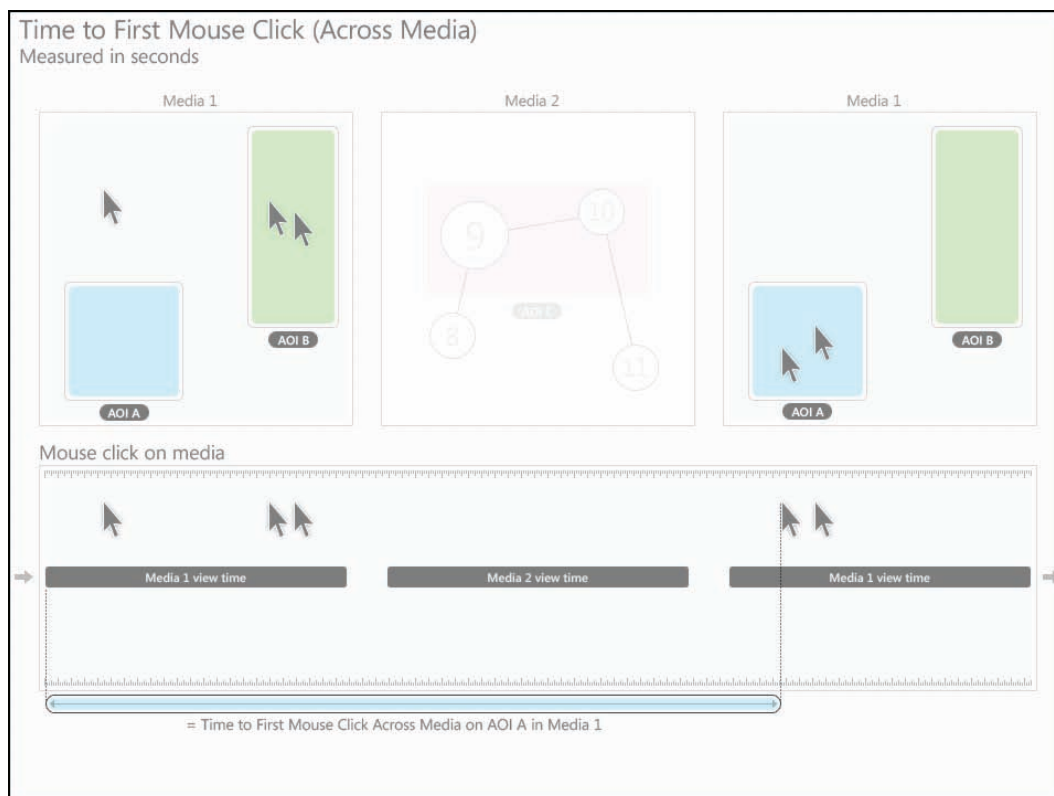 Time to First Mouse Click (Across Media)
Measured in seconds
Media 1
Media 2
Media 1
9
10
8
11
AOI C
AOI B
AOI A
AOI B
AOI A
Mouse click on media
Media 1 view time
Media 2 view time
Media 1 view time
= Time to First Mouse Click Across Media on AOI A in Media 1